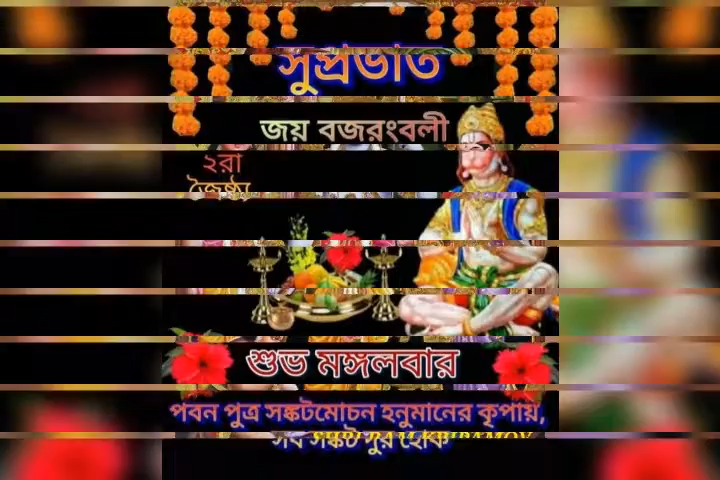 সুপ্রভাত
জয় বজরংবলী
২রা
জ্যৈষ্ঠ্য
শুভ মঙ্গলবার
পবন পুত্র সঙ্কটমোচন হনুমানের কৃপায়,
সব সঙ্কট দুর হোক